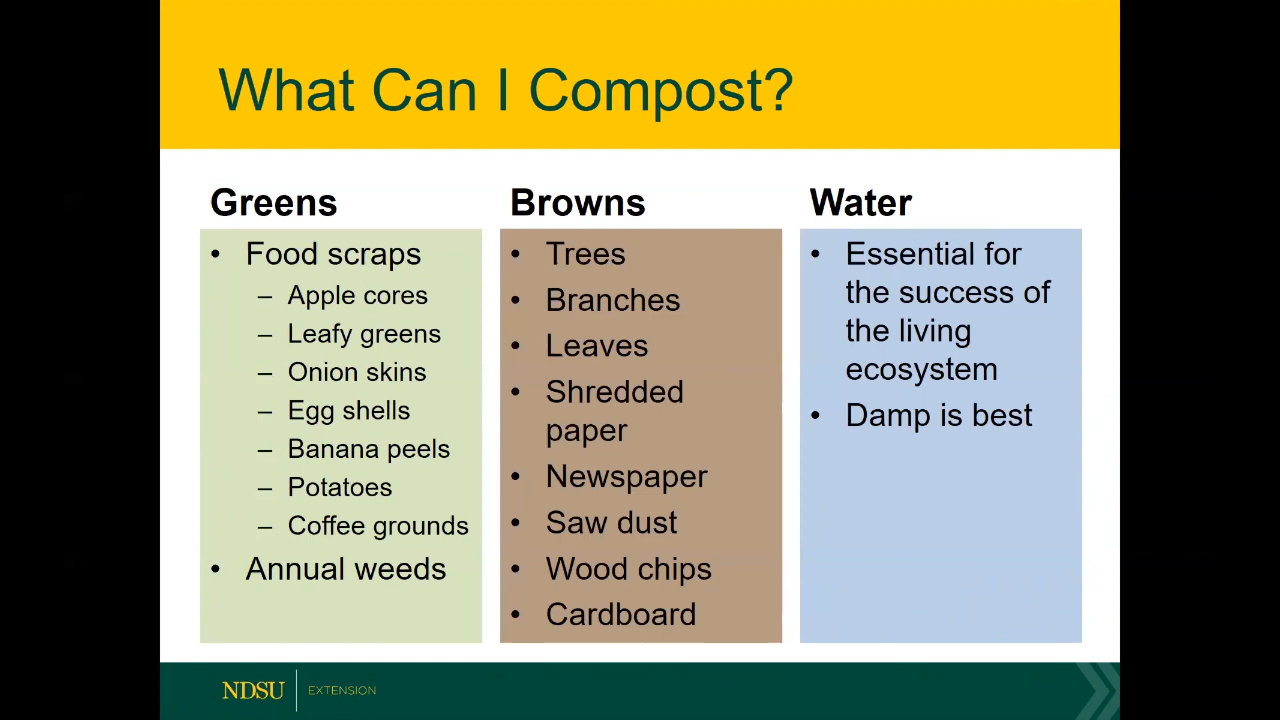 What Can I Compost?
Greens
• Food scraps
– Apple cores
– Leafy greens
– Onion skins
– Egg shells
– Banana peels
– Potatoes
– Coffee grounds
• Annual weeds
Browns
• Trees
• Branches
• Leaves
• Shredded
paper
• Newspaper
• Saw dust
• Wood chips
• Cardboard
Water
• Essential for
the success of
the living
ecosystem
• Damp is best
NDSU EXTENSION